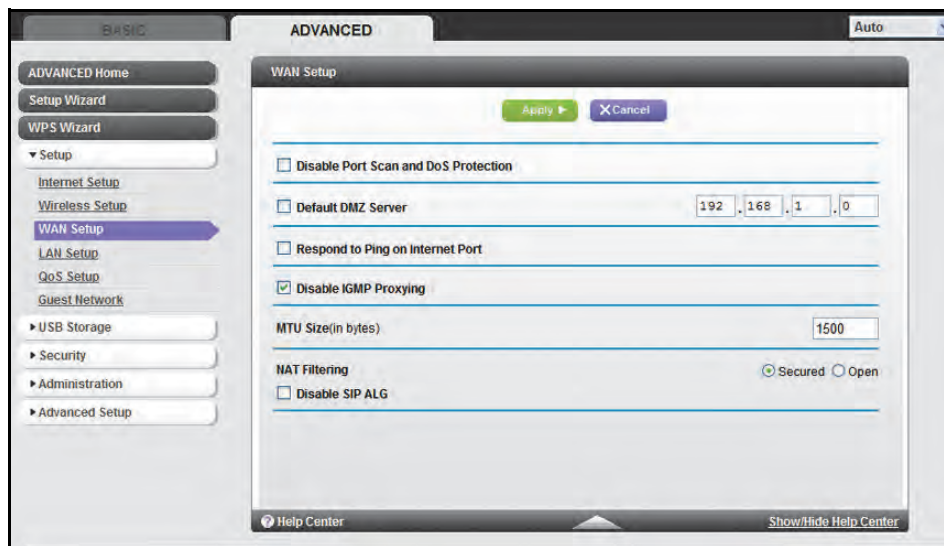 BASIC
ADVANCED
Auto
ADVANCED Home
Setup Wizard
WPS Wizard
Setup
Internet Setup
Wireless Setup
WAN Setup
LAN Setup
QoS Setup
Guest Network
USB Storage
Security
Administration
Advanced Setup
WAN Setup
Apply
Cancel
Disable Port Scan and DoS Protection
Default DMZ Server 192 . 168 . 1 . 0
Respond to Ping on Internet Port
Disable IGMP Proxying
MTU Size(in bytes) 1500
NAT Filtering Secured Open
Disable SIP ALG
Help Center Show/Hide Help Center